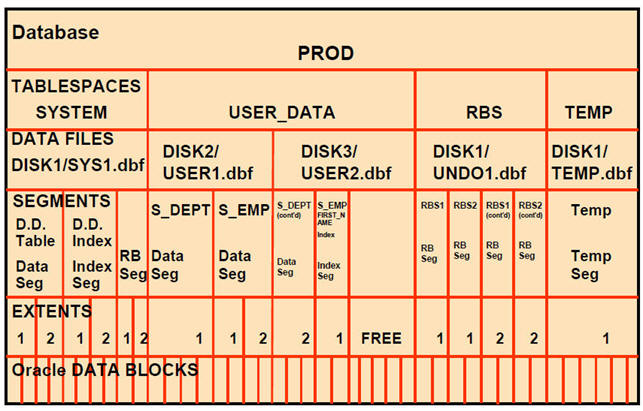 Database
PROD
TABLESPACES
SYSTEM USER_DATA RBS TEMP
DATA FILES
DISK1/SYS1.dbf
DISK2/
USER1.dbf
DISK3/
USER2.dbf
DISK1/
UNDO1.dbf
DISK1/
TEMP.dbf
SEGMENTS
D.D.
Table
Data
Seg
D.D.
Index
Index
Seg
RB
Seg
S_DEPT
Data
Seg
S_EMP
Data
Seg
S_DEPT
(cont'd)
Data
Seg
S_EMP
FIRST_N
AME
Index
Index
Seg
RBS1
RB
Seg
RBS2
RB
Seg
RBS1
(cont'd)
RB
Seg
RBS2
(cont'd)
RB
Seg
Temp
Temp
Seg
EXTENTS
1 2 1 2 1 2 1 1 2 2 1 FREE 1 1 2 2 1
Oracle DATA BLOCKS